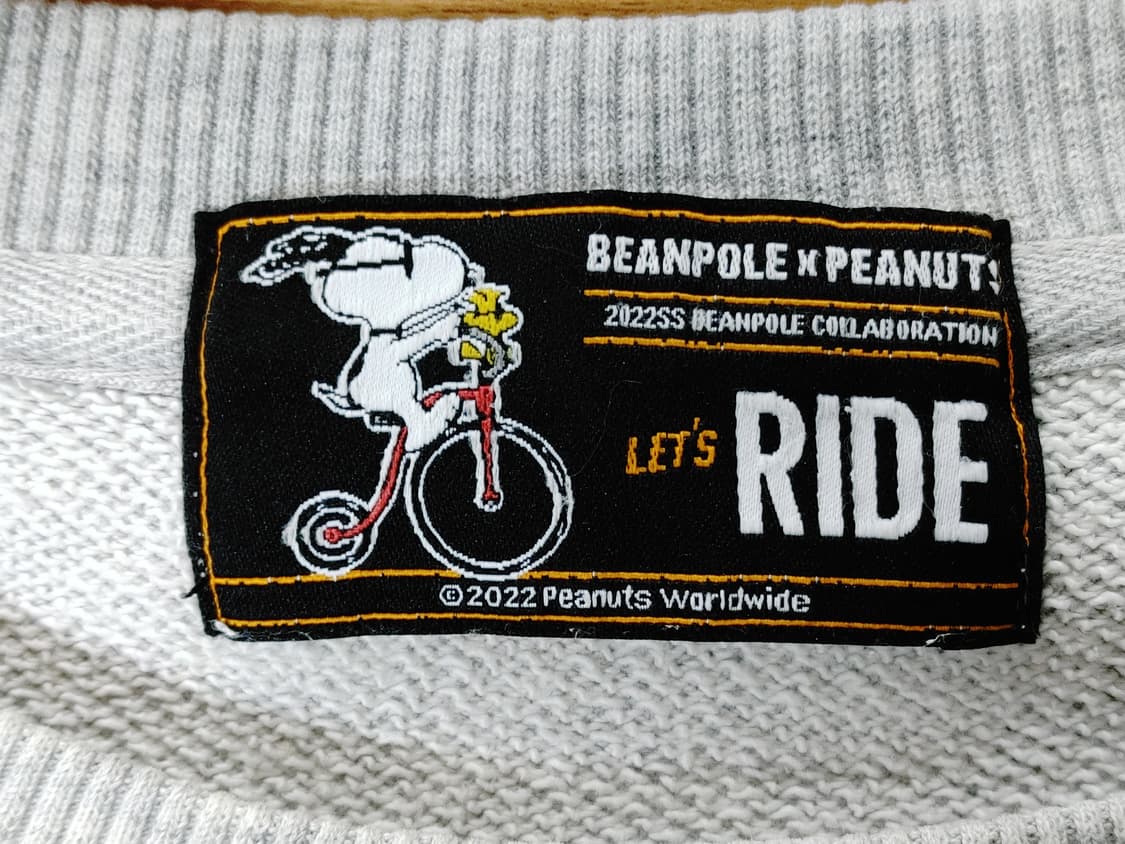 BEANPOLE x PEANUTS
2022SS BEANPOLE COLLABORATION
LET'S RIDE
©2022 Peanuts Worldwide